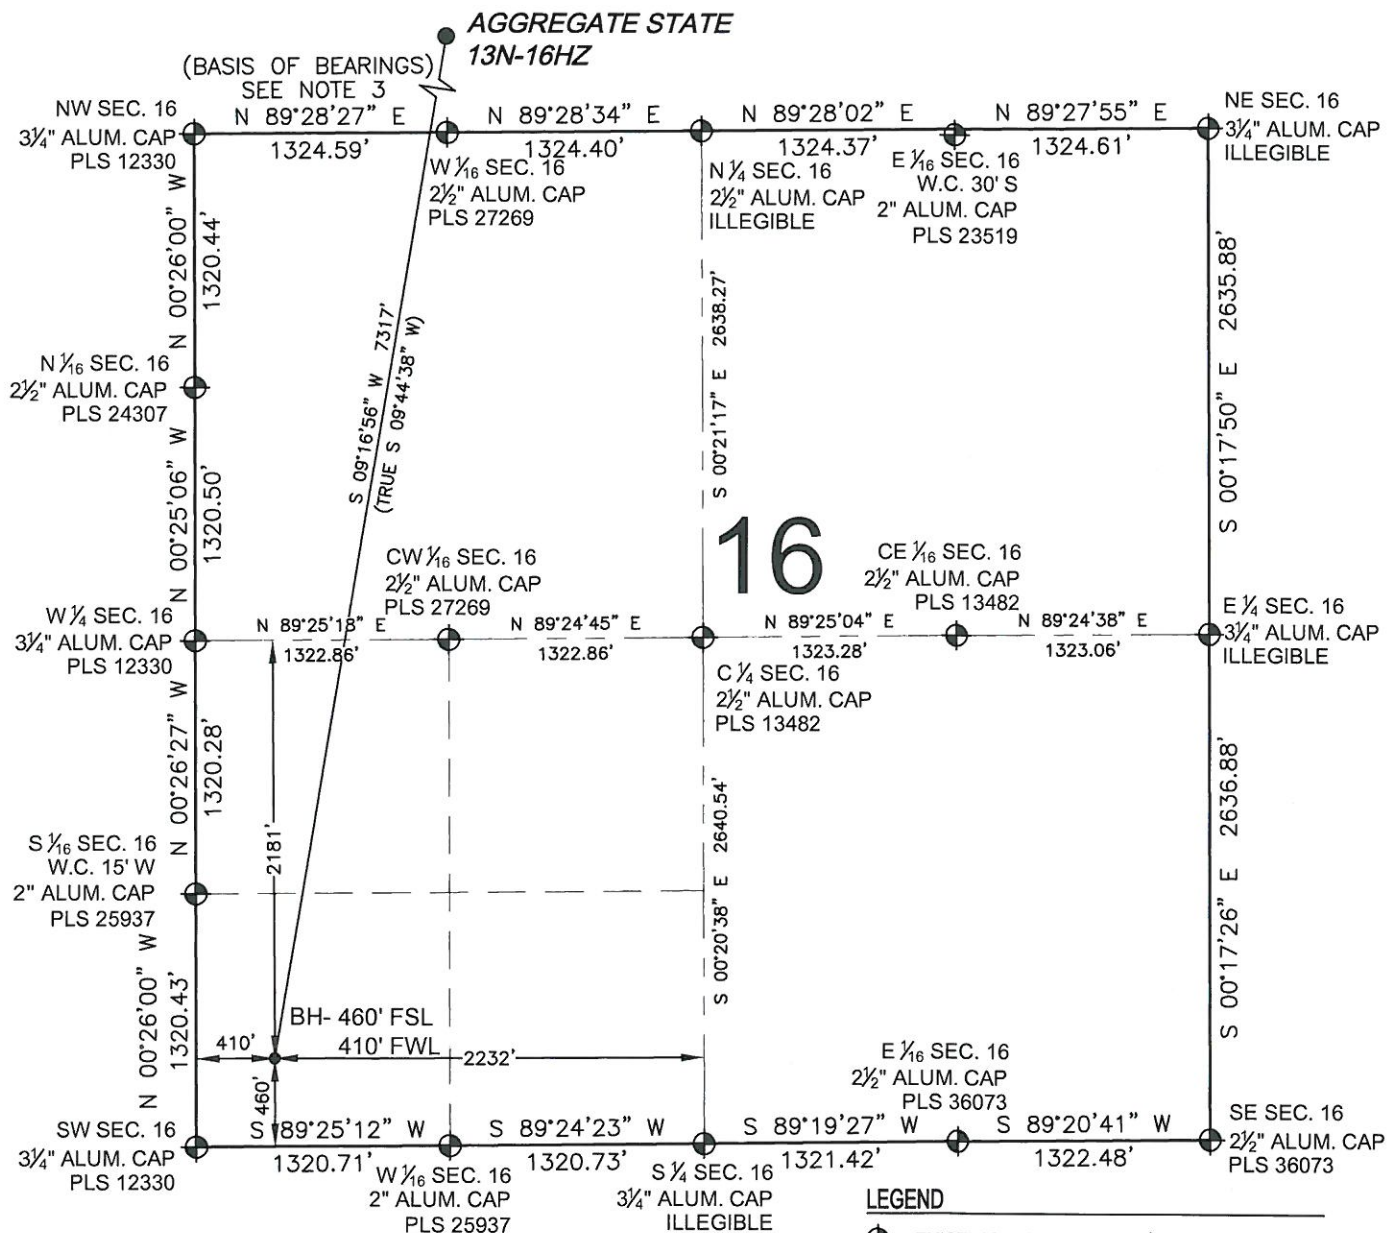 AGGREGATE STATE
13N-16HZ
(BASIS OF BEARINGS)
SEE NOTE 3
NW SEC. 16
3¼" ALUM. CAP
PLS 12330
N 89°28'27" E
1324.59'
N 89°28'34" E
1324.40'
N 89°28'02" E
1324.37'
N 89°27'55" E
1324.61'
NE SEC. 16
3¼" ALUM. CAP
ILLEGIBLE
W 1/16 SEC. 16
2½" ALUM. CAP
PLS 27269
N ¼ SEC. 16
2½" ALUM. CAP
ILLEGIBLE
E 1/16 SEC. 16
W.C. 30' S
2" ALUM. CAP
PLS 23519
N 00°26'00" W
1320.44'
S 09°16'56" W 7317'
(TRUE S 09°44'38" W)
S 00°21'17" E 2638.27'
S 00°17'50" E 2635.88'
N 1/16 SEC. 16
2½" ALUM. CAP
PLS 24307
N 00°25'06" W
1320.50'
16
CW 1/16 SEC. 16
2½" ALUM. CAP
PLS 27269
CE 1/16 SEC. 16
2½" ALUM. CAP
PLS 13482
W ¼ SEC. 16
3¼" ALUM. CAP
PLS 12330
N 89°25'13" E
1322.86'
N 89°24'45" E
1322.86'
N 89°25'04" E
1323.28'
N 89°24'38" E
1323.06'
E ¼ SEC. 16
3¼" ALUM. CAP
ILLEGIBLE
C ¼ SEC. 16
2½" ALUM. CAP
PLS 13482
N 00°26'27" W
1320.28'
2181'
S 00°20'38" E 2640.54'
S 00°17'26" E 2636.88'
S 1/16 SEC. 16
W.C. 15' W
2" ALUM. CAP
PLS 25937
N 00°26'00" W
1320.43'
BH- 460' FSL
410' FWL
410'
2232'
460'
E 1/16 SEC. 16
2½" ALUM. CAP
PLS 36073
SW SEC. 16
3¼" ALUM. CAP
PLS 12330
S 89°25'12" W
1320.71'
S 89°24'23" W
1320.73'
S 89°19'27" W
1321.42'
S 89°20'41" W
1322.48'
SE SEC. 16
2½" ALUM. CAP
PLS 36073
W 1/16 SEC. 16
2" ALUM. CAP
PLS 25937
S ¼ SEC. 16
3¼" ALUM. CAP
ILLEGIBLE
LEGEND